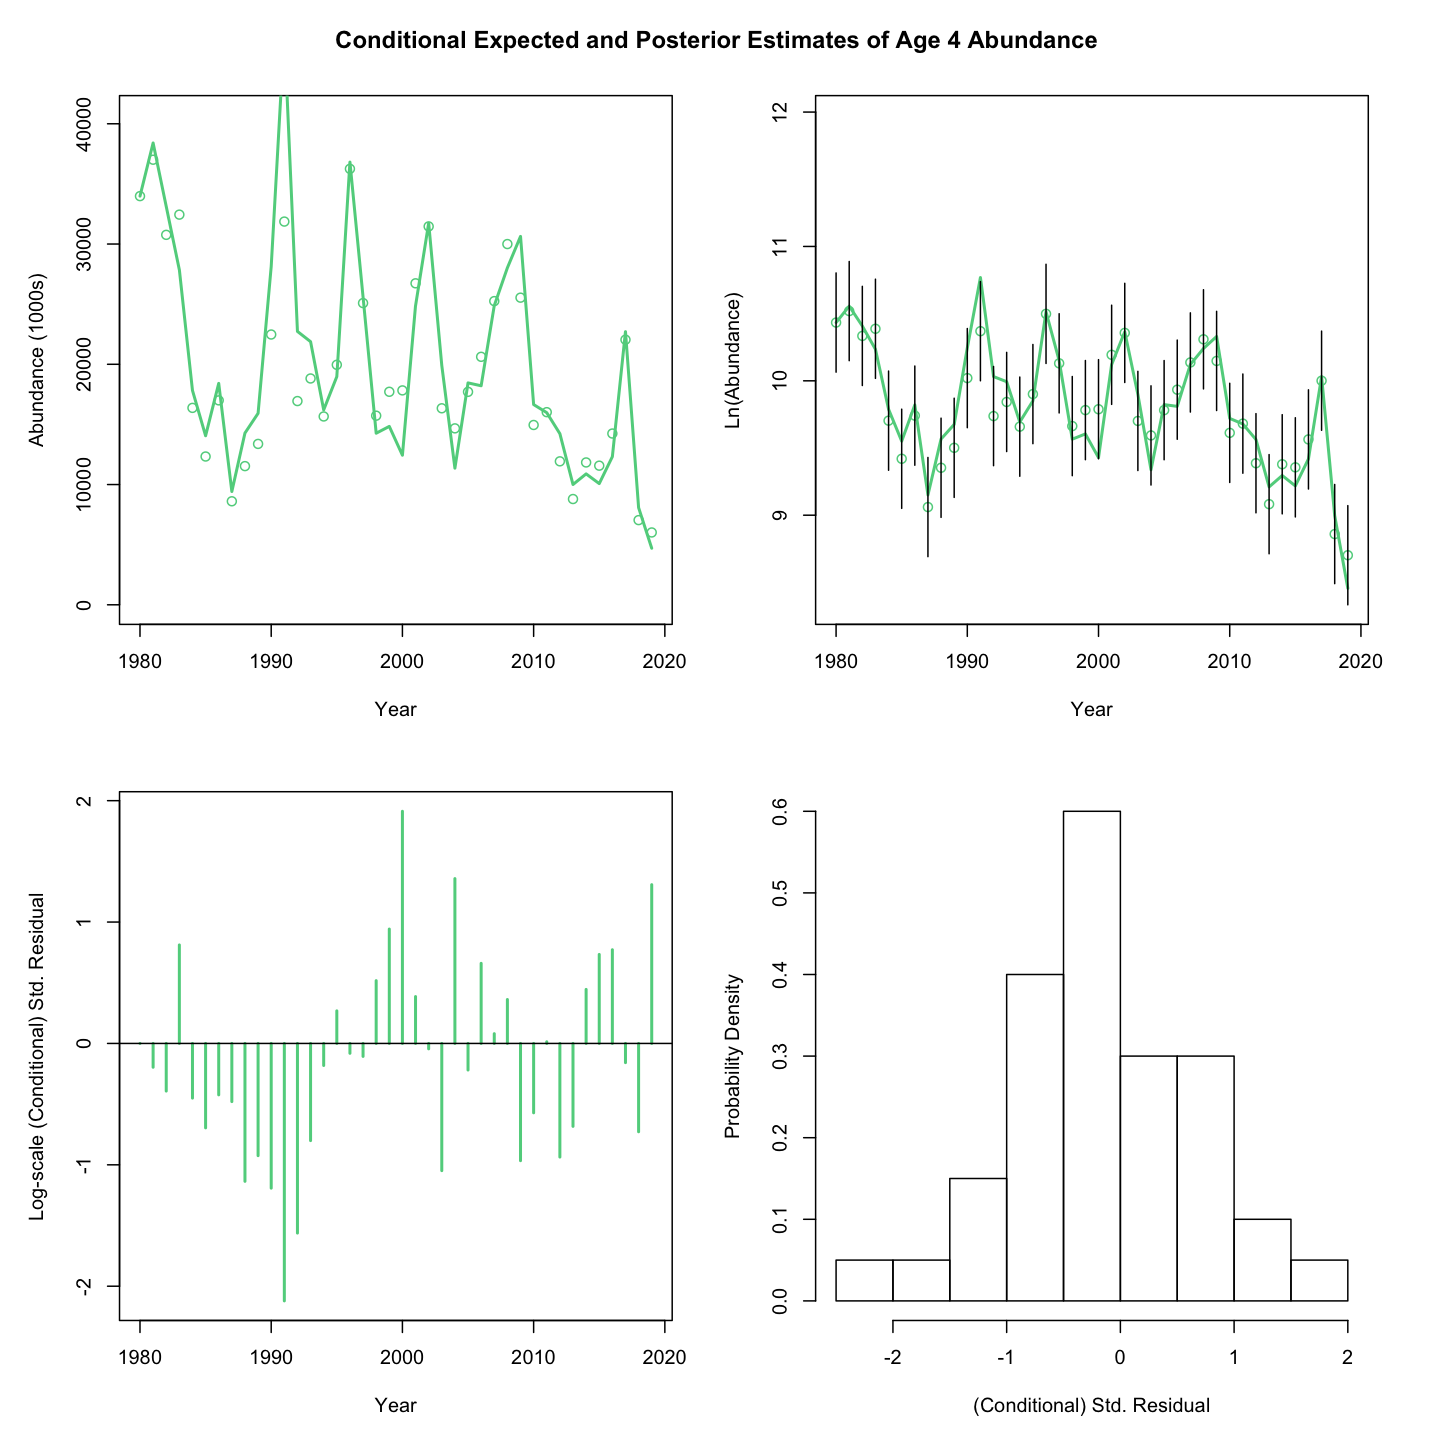 Conditional Expected and Posterior Estimates of Age 4 Abundance
Abundance (1000s)
40000
30000
20000
10000
0
1980 1990 2000 2010 2020
Year
Ln(Abundance)
12
11
10
9
1980 1990 2000 2010 2020
Year
Log-scale (Conditional) Std. Residual
2
1
0
-1
-2
1980 1990 2000 2010 2020
Year
Probability Density
0.6
0.5
0.4
0.3
0.2
0.1
0.0
-2 -1 0 1 2
(Conditional) Std. Residual